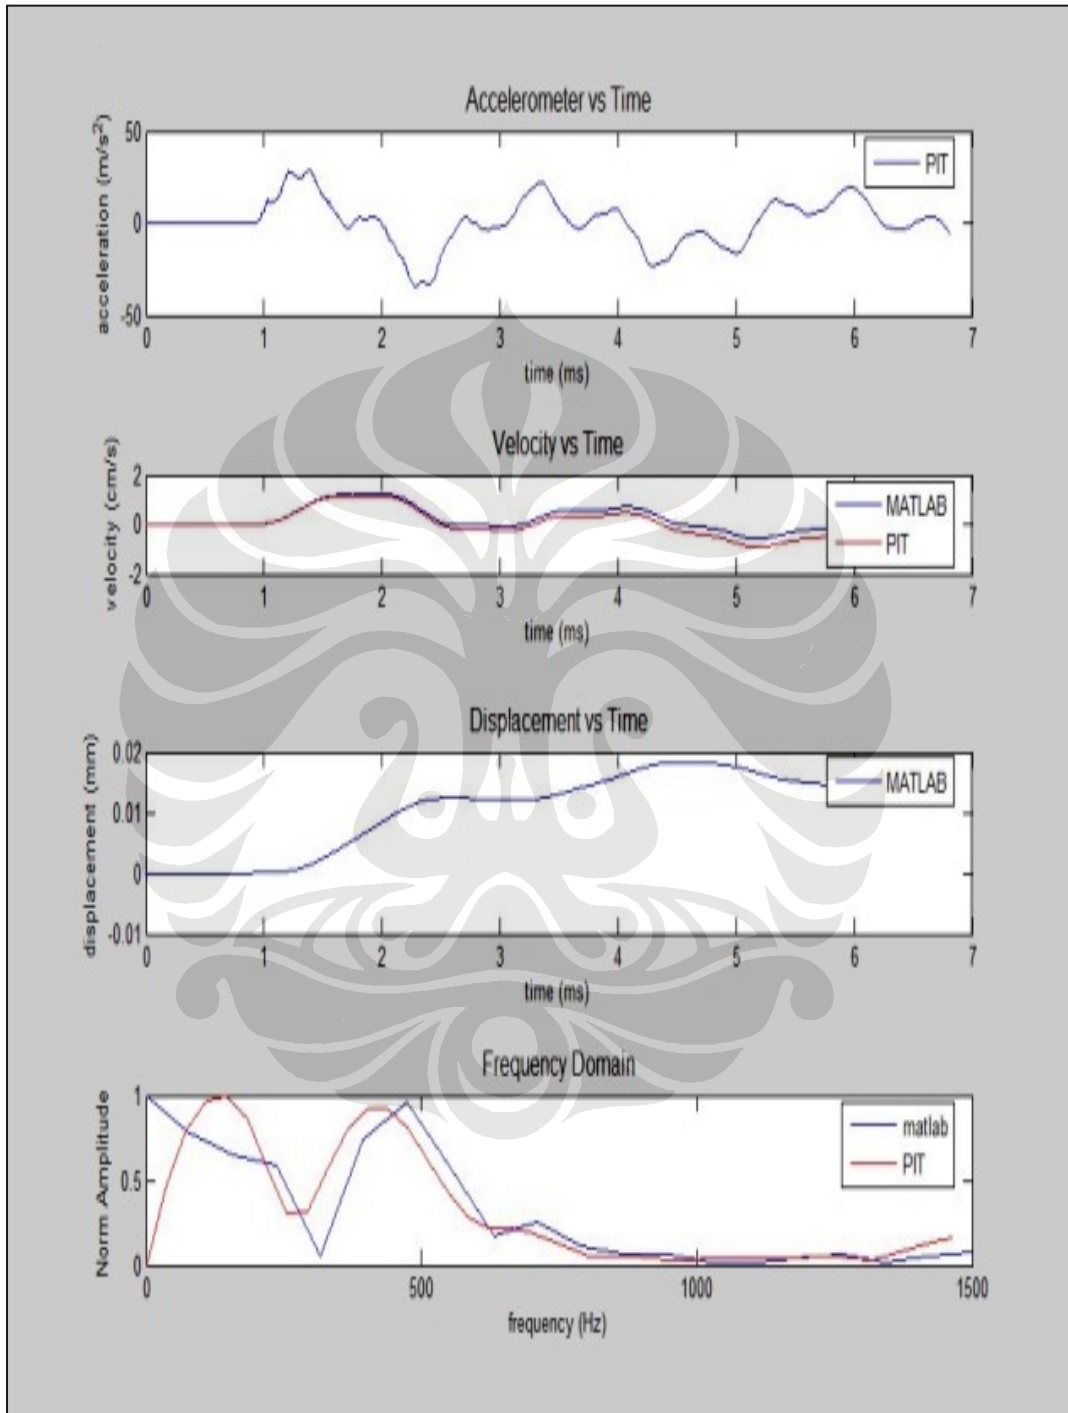 Accelerometer vs Time
acceleration (m/s²)
50
0
-50
PIT
0 1 2 3 4 5 6 7
time (ms)
Velocity vs Time
velocity (cm/s)
2
0
-2
MATLAB
PIT
0 1 2 3 4 5 6 7
time (ms)
Displacement vs Time
displacement (mm)
0.02
0.01
0
-0.01
MATLAB
0 1 2 3 4 5 6 7
time (ms)
Frequency Domain
Norm Amplitude
1
0.5
0
matlab
PIT
0 500 1000 1500
frequency (Hz)